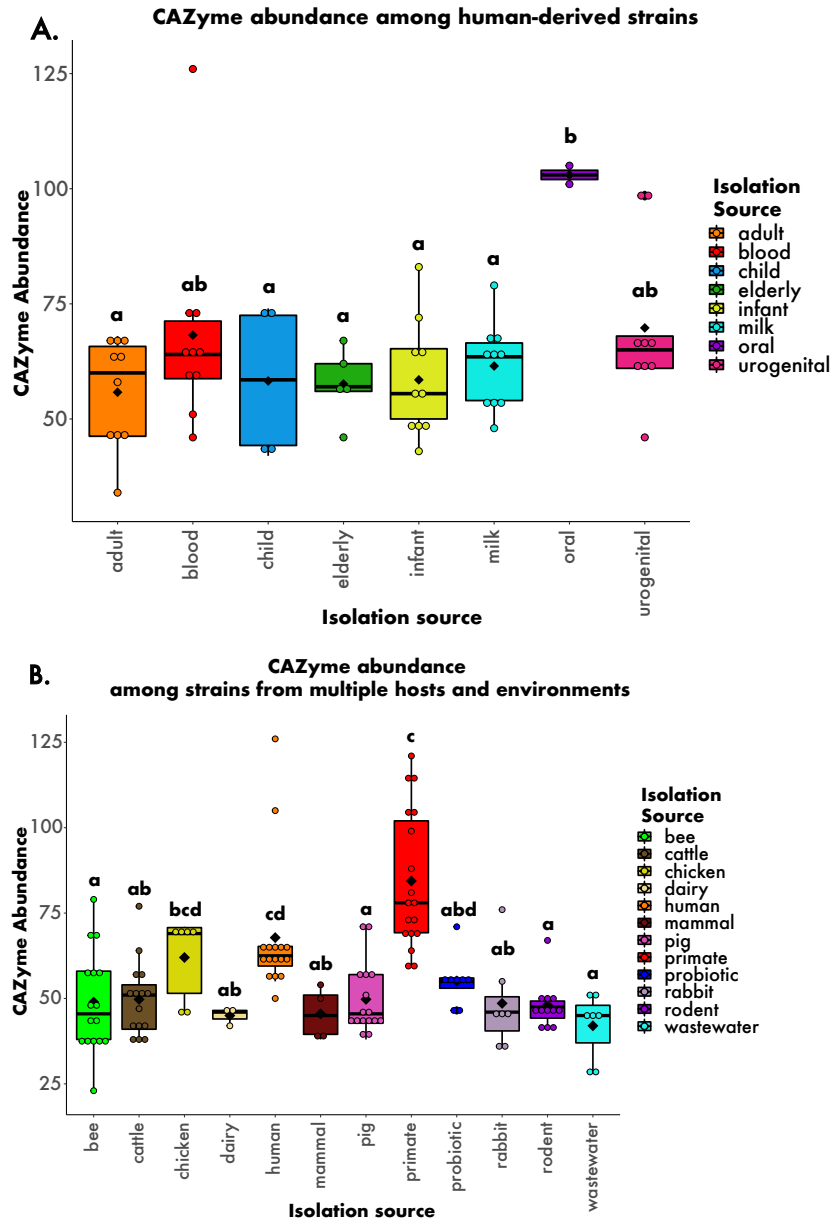 A.
CAZyme abundance among human-derived strains
CAZyme Abundance
125
100
75
50
a
ab
a
a
a
a
b
ab
adult
blood
child
elderly
infant
milk
oral
urogenital
Isolation source
Isolation
Source
adult
blood
child
elderly
infant
milk
oral
urogenital
B.
CAZyme abundance
among strains from multiple hosts and environments
CAZyme Abundance
125
100
75
50
25
a
ab
bcd
ab
cd
ab
a
c
abd
ab
a
a
bee
cattle
chicken
dairy
human
mammal
pig
primate
probiotic
rabbit
rodent
wastewater
Isolation source
Isolation
Source
bee
cattle
chicken
dairy
human
mammal
pig
primate
probiotic
rabbit
rodent
wastewater